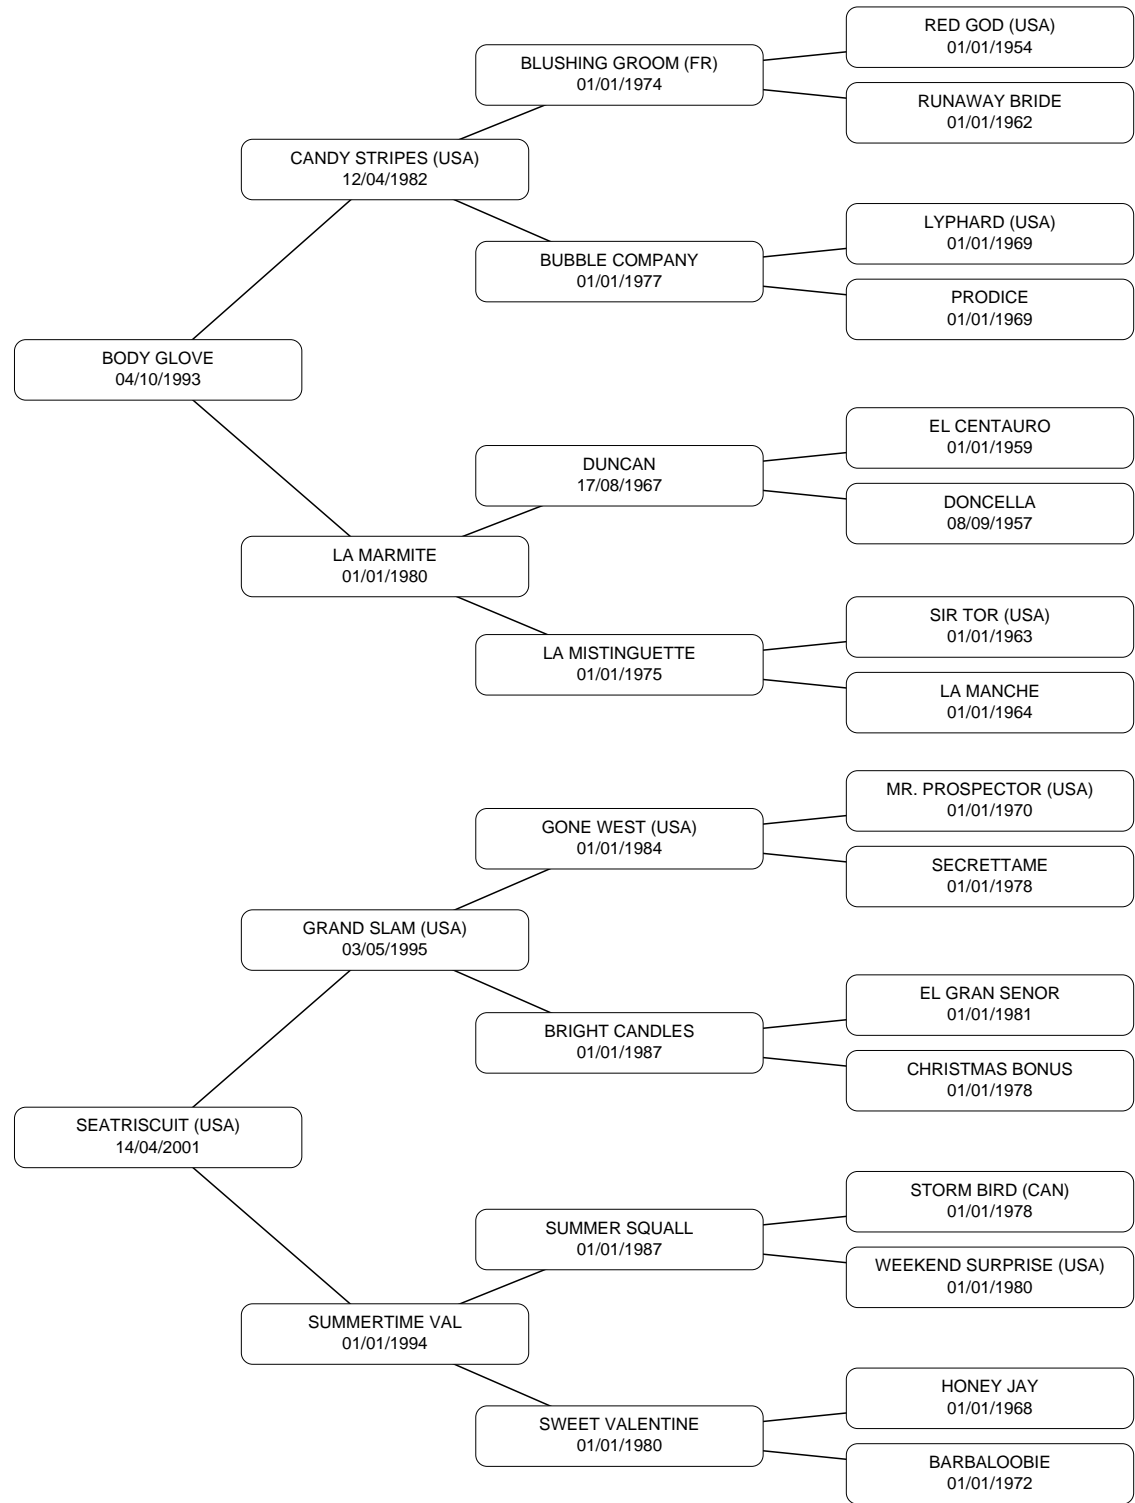 RED GOD (USA)
01/01/1954
BLUSHING GROOM (FR)
01/01/1974
RUNAWAY BRIDE
01/01/1962
CANDY STRIPES (USA)
12/04/1982
LYPHARD (USA)
01/01/1969
BUBBLE COMPANY
01/01/1977
PRODICE
01/01/1969
BODY GLOVE
04/10/1993
EL CENTAURO
01/01/1959
DUNCAN
17/08/1967
DONCELLA
08/09/1957
LA MARMITE
01/01/1980
SIR TOR (USA)
01/01/1963
LA MISTINGUETTE
01/01/1975
LA MANCHE
01/01/1964
MR. PROSPECTOR (USA)
01/01/1970
GONE WEST (USA)
01/01/1984
SECRETTAME
01/01/1978
GRAND SLAM (USA)
03/05/1995
EL GRAN SENOR
01/01/1981
BRIGHT CANDLES
01/01/1987
CHRISTMAS BONUS
01/01/1978
SEATRISCUIT (USA)
14/04/2001
STORM BIRD (CAN)
01/01/1978
SUMMER SQUALL
01/01/1987
WEEKEND SURPRISE (USA)
01/01/1980
SUMMERTIME VAL
01/01/1994
HONEY JAY
01/01/1968
SWEET VALENTINE
01/01/1980
BARBALOOBIE
01/01/1972